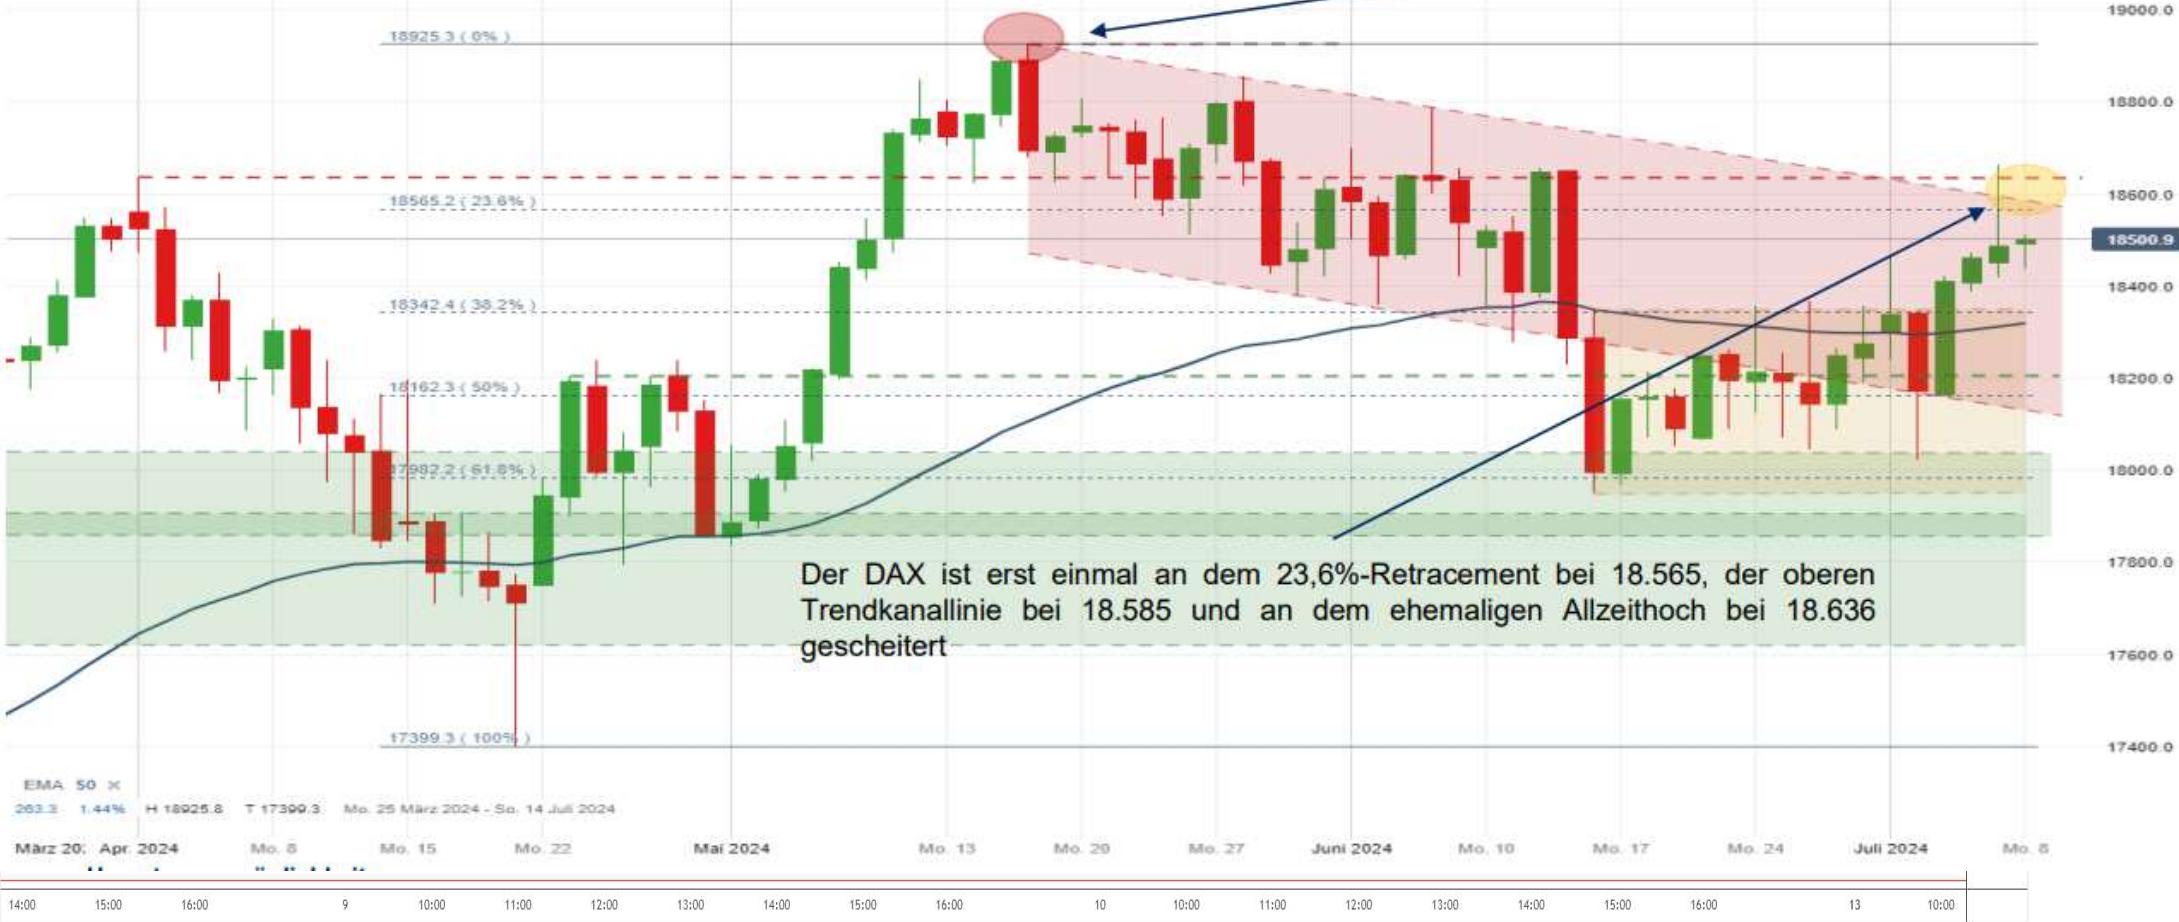 19000.0
18925.3 ( 0% )
18800.0
18565.2 ( 23.6% )
18600.0
18500.9
18400.0
18342.4 ( 38.2% )
18200.0
18162.3 ( 50% )
18000.0
17982.2 ( 61.8% )
17800.0
Der DAX ist erst einmal an dem 23,6%-Retracement bei 18.565, der oberen
Trendkanallinie bei 18.585 und an dem ehemaligen Allzeithoch bei 18.636
gescheitert
17600.0
17399.3 ( 100% )
17400.0
EMA 50 ×
263.3 1.44% H 18925.8 T 17399.3 Mo. 25 März 2024 - So. 14 Juli 2024
März 20 Apr. 2024 Mo. 8 Mo. 15 Mo. 22 Mai 2024 Mo. 13 Mo. 20 Mo. 27 Juni 2024 Mo. 10 Mo. 17 Mo. 24 Juli 2024 Mo. 8
14:00 15:00 16:00 9 10:00 11:00 12:00 13:00 14:00 15:00 16:00 10 10:00 11:00 12:00 13:00 14:00 15:00 16:00 13 10:00